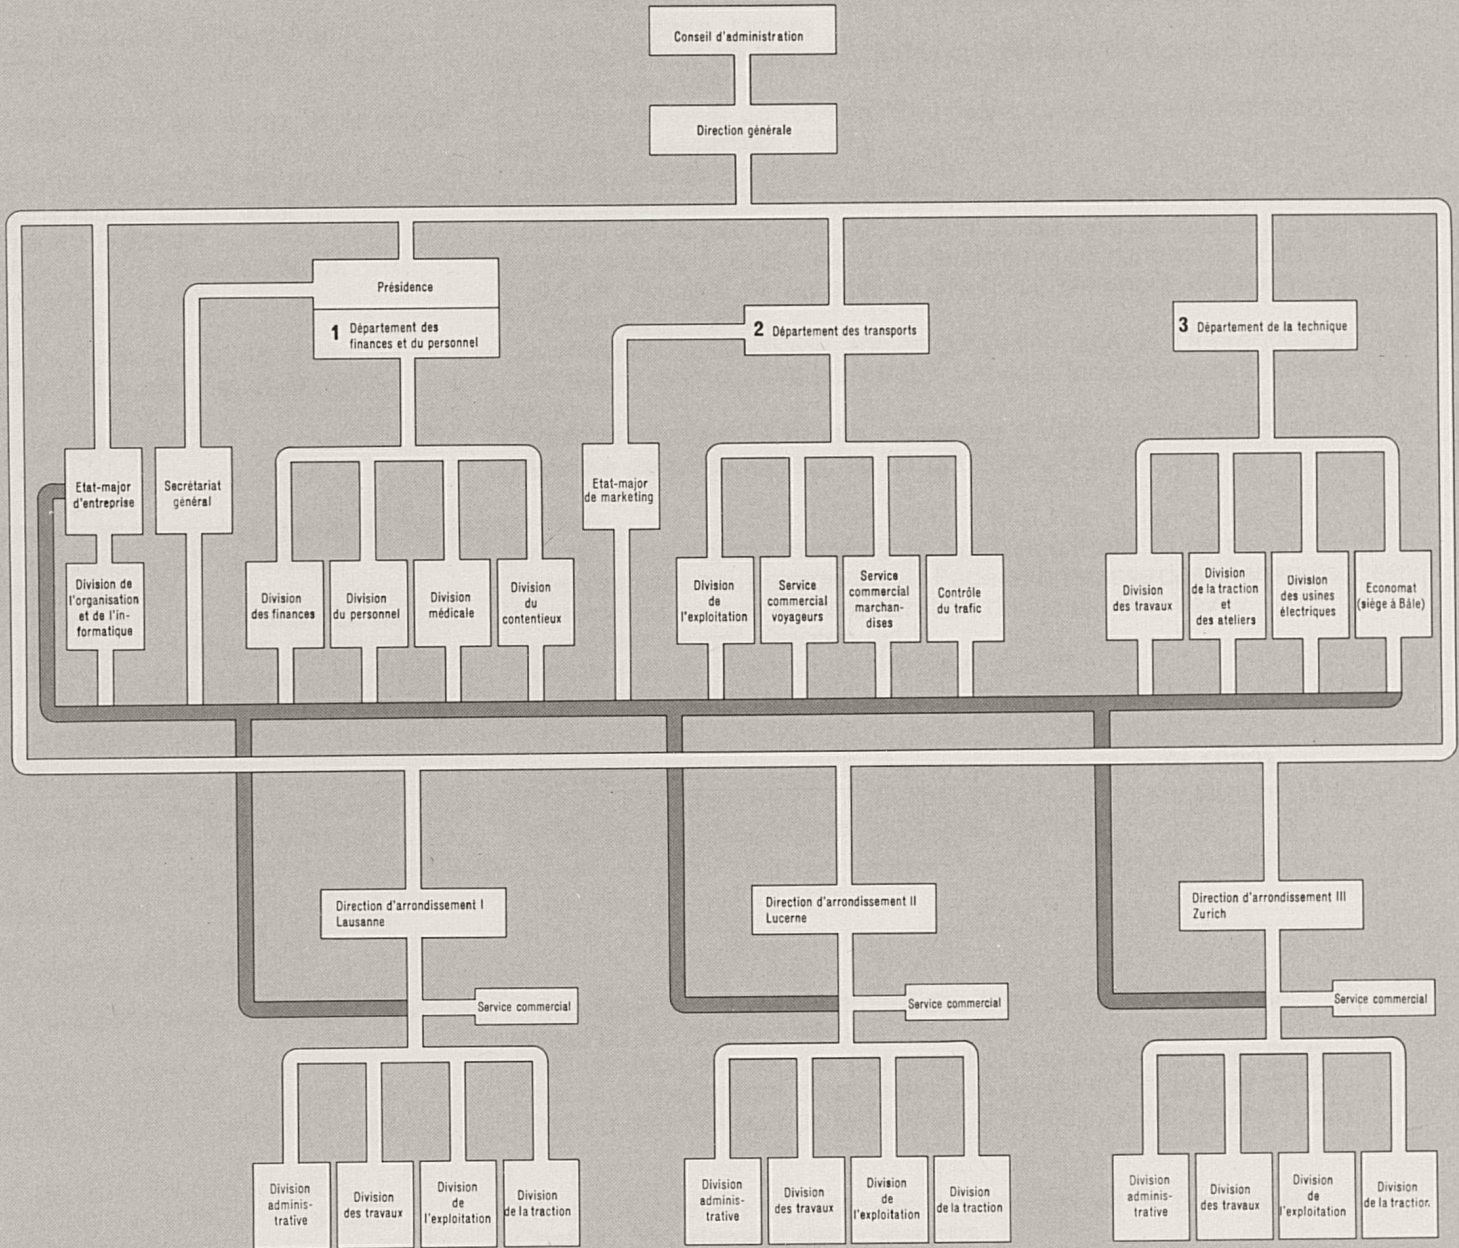 Conseil d'administration
Direction générale
Présidence
1 Département des
finances et du personnel
2 Département des transports
3 Département de la technique
Etat-major
d'entreprise
Secrétariat
général
Etat-major
de marketing
Division de
l'organisation
et de l'in-
formatique
Division
des finances
Division
du personnel
Division
médicale
Division
du
contentieux
Division
de
l'exploitation
Service
commercial
voyageurs
Service
commercial
marchan-
dises
Contrôle
du trafic
Division
des travaux
Division
de la traction
et
des ateliers
Division
des usines
électriques
Economat
(siège à Bâle)
Direction d'arrondissement I
Lausanne
Direction d'arrondissement II
Lucerne
Direction d'arrondissement III
Zurich
Service commercial
Service commercial
Service commercial
Division
adminis-
trative
Division
des travaux
Division
de
l'exploitation
Division
de la traction
Division
adminis-
trative
Division
des travaux
Division
de
l'exploitation
Division
de la traction
Division
adminis-
trative
Division
des travaux
Division
de
l'exploitation
Division
de la traction